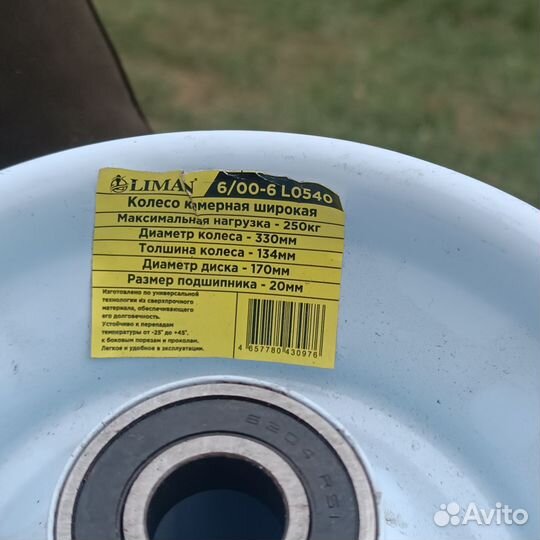 LIMAN 6/00-6 L0540
Колесо камерная широкая
Максимальная нагрузка - 250кг
Диаметр колеса - 330мм
Толщина колеса - 134мм
Диаметр диска - 170мм
Размер подшипника - 20мм
Изготовлено по универсальной
технологии из сверхпрочного
материала, обеспечивающего
его долговечность.
Устойчиво к перепадам
температуры от -25° до +45°,
к боковым порезам и проколам.
Легкое и удобное в эксплуатации.
4 657780 430976
6204 RS
Avito